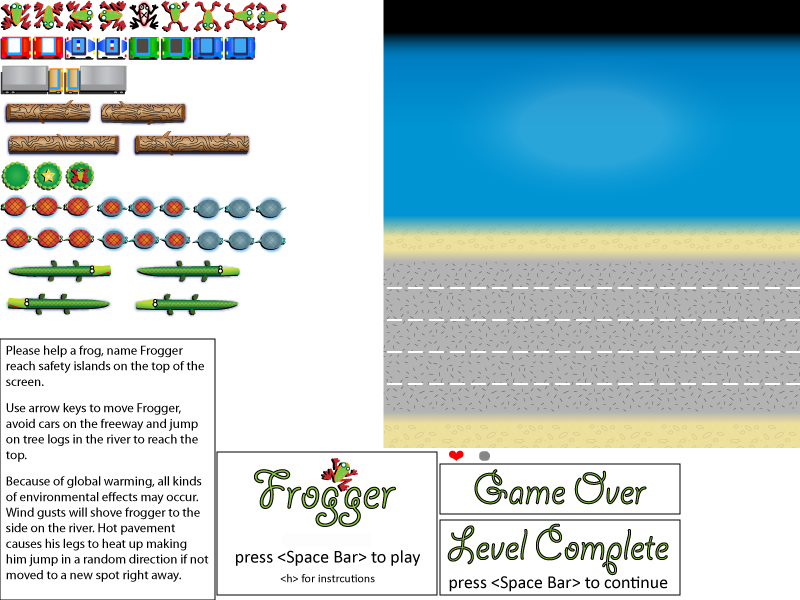 Please help a frog, name Frogger
reach safety islands on the top of the
screen.
Use arrow keys to move Frogger,
avoid cars on the freeway and jump
on tree logs in the river to reach the
top.
Because of global warming, all kinds
of environmental effects may occur.
Wind gusts will shove frogger to the
side on the river. Hot pavement
causes his legs to heat up making
him jump in a random direction if not
moved to a new spot right away.
Frogger
press <Space Bar> to play
<h> for instrcutions
Game Over
Level Complete
press <Space Bar> to continue